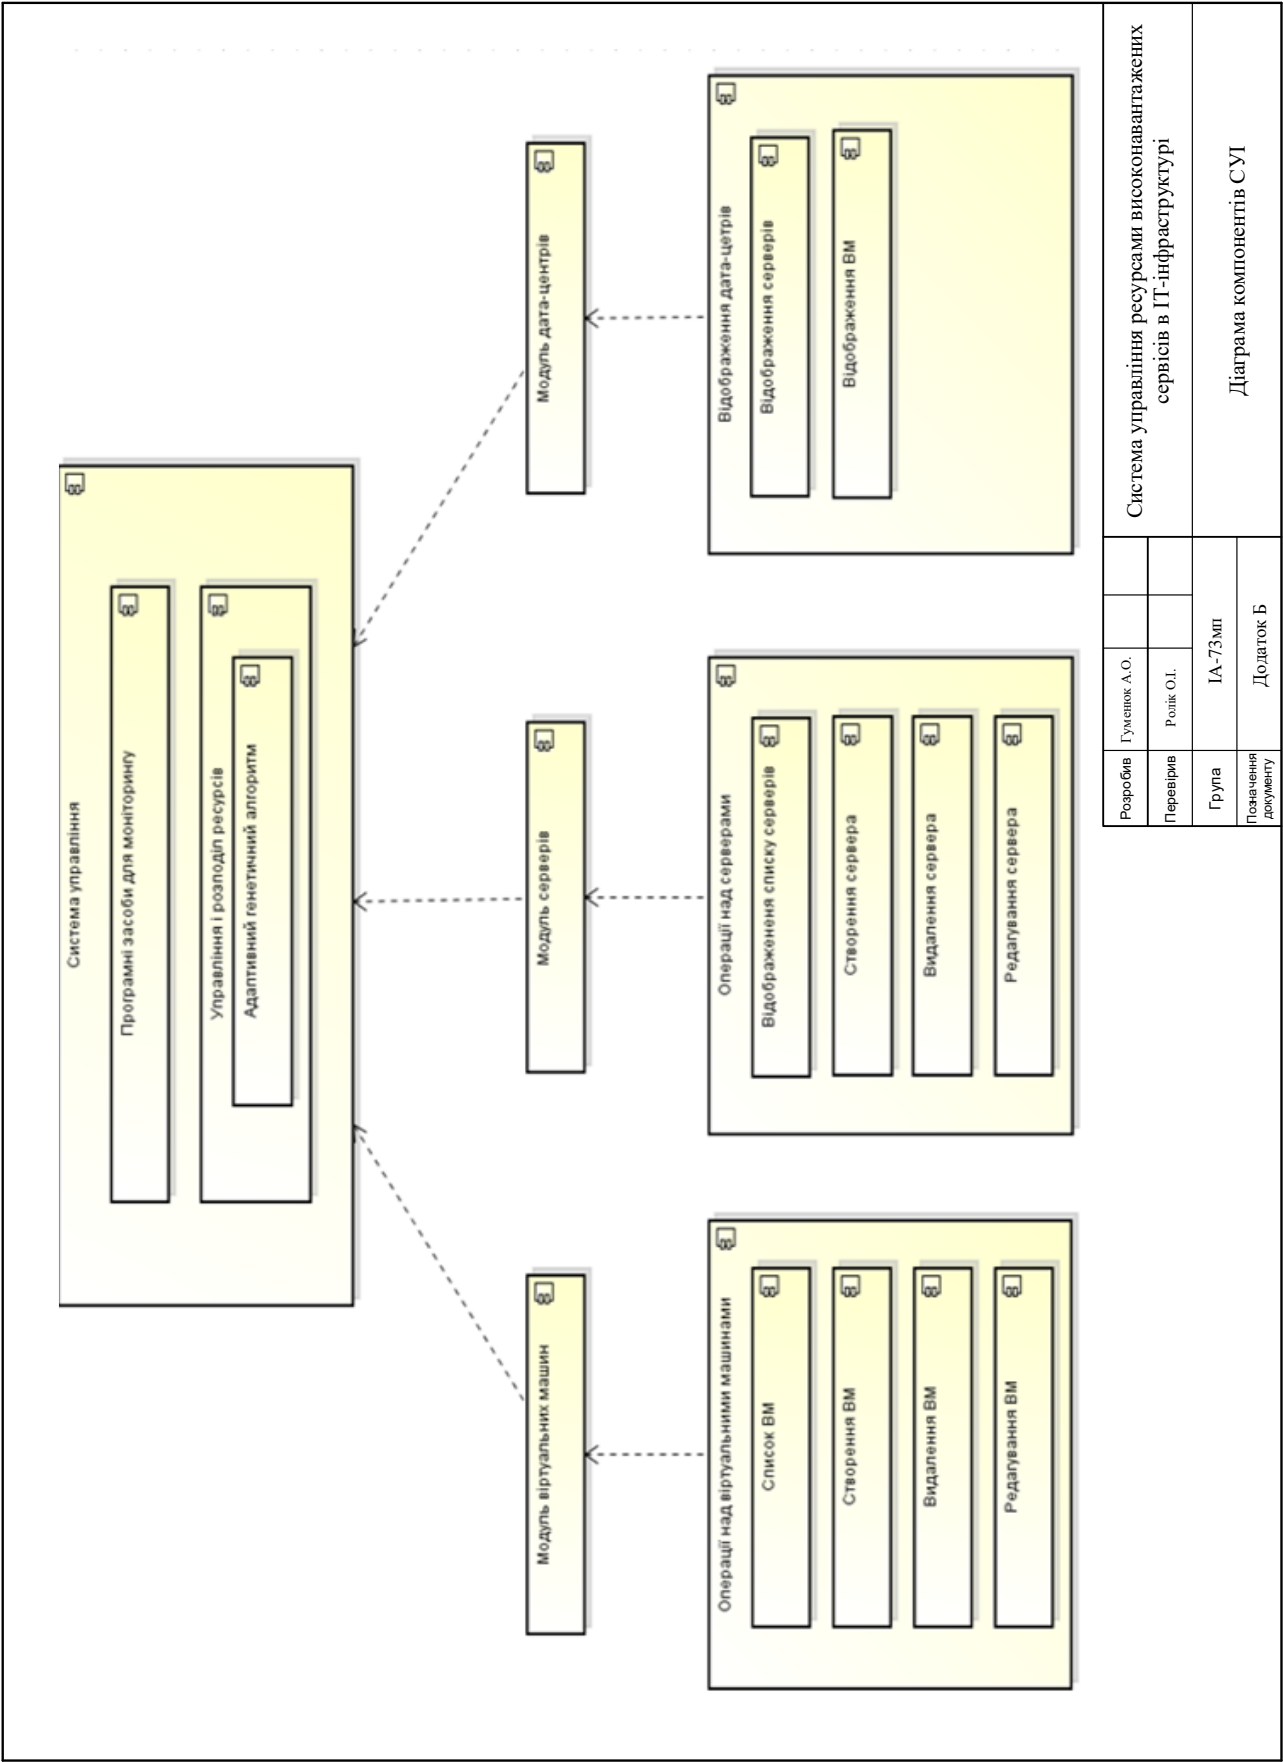 Система управління
Програмні засоби для моніторингу
Управління і розподіл ресурсів
Адаптивний генетичний алгоритм
Модуль віртуальних машин
Модуль серверів
Модуль дата-центрів
Операції над віртуальними машинами
Список ВМ
Створення ВМ
Видалення ВМ
Редагування ВМ
Операції над серверами
Відображененя списку серверів
Створення сервера
Видалення сервера
Редагування сервера
Відображення дата-цетрів
Відображення серверів
Відображення ВМ
Розробив
Гуменюк А.О.
Перевірив
Ролік О.І.
Група
ІА-73мп
Позначення
документу
Додаток Б
Система управління ресурсами високонавантажених
сервісів в ІТ-інфраструктурі
Діаграма компонентів СУІ